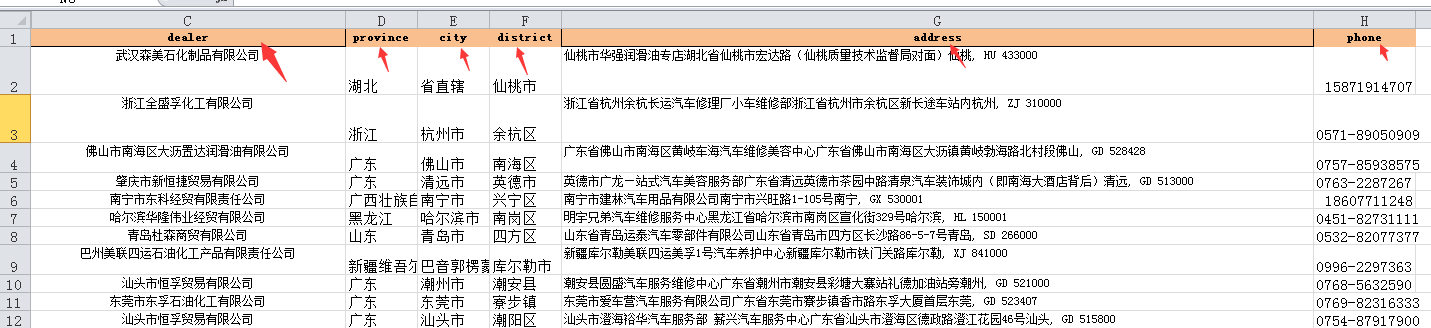 C D E F G H
1 dealer province city district address phone
武汉森美石化制品有限公司 仙桃市华强润滑油专店湖北省仙桃市宏达路（仙桃质量技术监督局对面）仙桃, HU 433000
2 湖北 省直辖 仙桃市 15871914707
浙江全盛孚化工有限公司 浙江省杭州余杭长运汽车修理厂小车维修部浙江省杭州市余杭区新长途车站内杭州, ZJ 310000
3 浙江 杭州市 余杭区 0571-89050909
佛山市南海区大沥置达润滑油有限公司 广东省佛山市南海区黄岐车海汽车维修美容中心广东省佛山市南海区大沥镇黄岐勃海路北村段佛山, GD 528428
4 广东 佛山市 南海区 0757-85938575
5 肇庆市新恒捷贸易有限公司 广东 清远市 英德市 英德市广龙一站式汽车美容服务部广东省清远英德市茶园中路清泉汽车装饰城内（即南海大酒店背后）清远, GD 513000 0763-2287267
6 南宁市东科经贸有限责任公司 广西壮族自 南宁市 兴宁区 南宁市建林汽车用品有限公司南宁市兴旺路1-105号南宁, GX 530001 18607711248
7 哈尔滨华隆伟业经贸有限公司 黑龙江 哈尔滨市 南岗区 明宇兄弟汽车维修服务中心黑龙江省哈尔滨市南岗区宣化街329号哈尔滨, HL 150001 0451-82731111
8 青岛杜森商贸有限公司 山东 青岛市 四方区 山东省青岛运泰汽车零部件有限公司山东省青岛市四方区长沙路86-5-7号青岛, SD 266000 0532-82077377
巴州美联四运石油化工产品有限责任公司 新疆库尔勒美联四运美孚1号汽车养护中心新疆库尔勒市铁门关路库尔勒, XJ 841000
9 新疆维吾尔 巴音郭楞蒙 库尔勒市 0996-2297363
10 汕头市恒孚贸易有限公司 广东 潮州市 潮安县 潮安县圆盛汽车服务维修中心广东省潮州市潮安县彩塘大寨站礼德加油站旁潮州, GD 521000 0768-5632590
11 东莞市东孚石油化工有限公司 广东 东莞市 寮步镇 东莞市爱车营汽车服务有限公司广东省东莞市寮步镇香市路东孚大厦首层东莞, GD 523407 0769-82316333
12 汕头市恒孚贸易有限公司 广东 汕头市 潮阳区 汕头市澄海裕华汽车服务部 薪兴汽车服务中心广东省汕头市澄海区德政路澄江花园46号汕头, GD 515800 0754-87917900